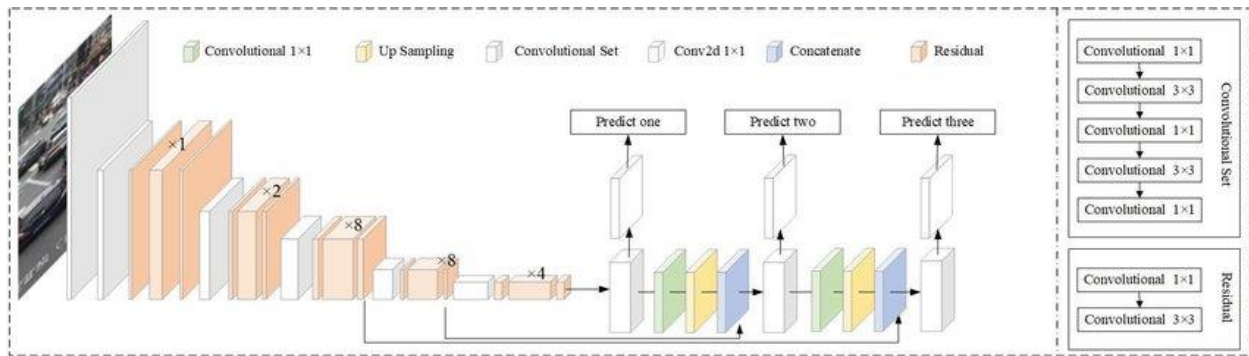 Convolutional 1×1
Up Sampling
Convolutional Set
Conv2d 1×1
Concatenate
Residual
×1
×2
×8
×8
×4
Predict one
Predict two
Predict three
Convolutional 1×1
Convolutional 3×3
Convolutional 1×1
Convolutional 3×3
Convolutional 1×1
Convolutional Set
Convolutional 1×1
Convolutional 3×3
Residual